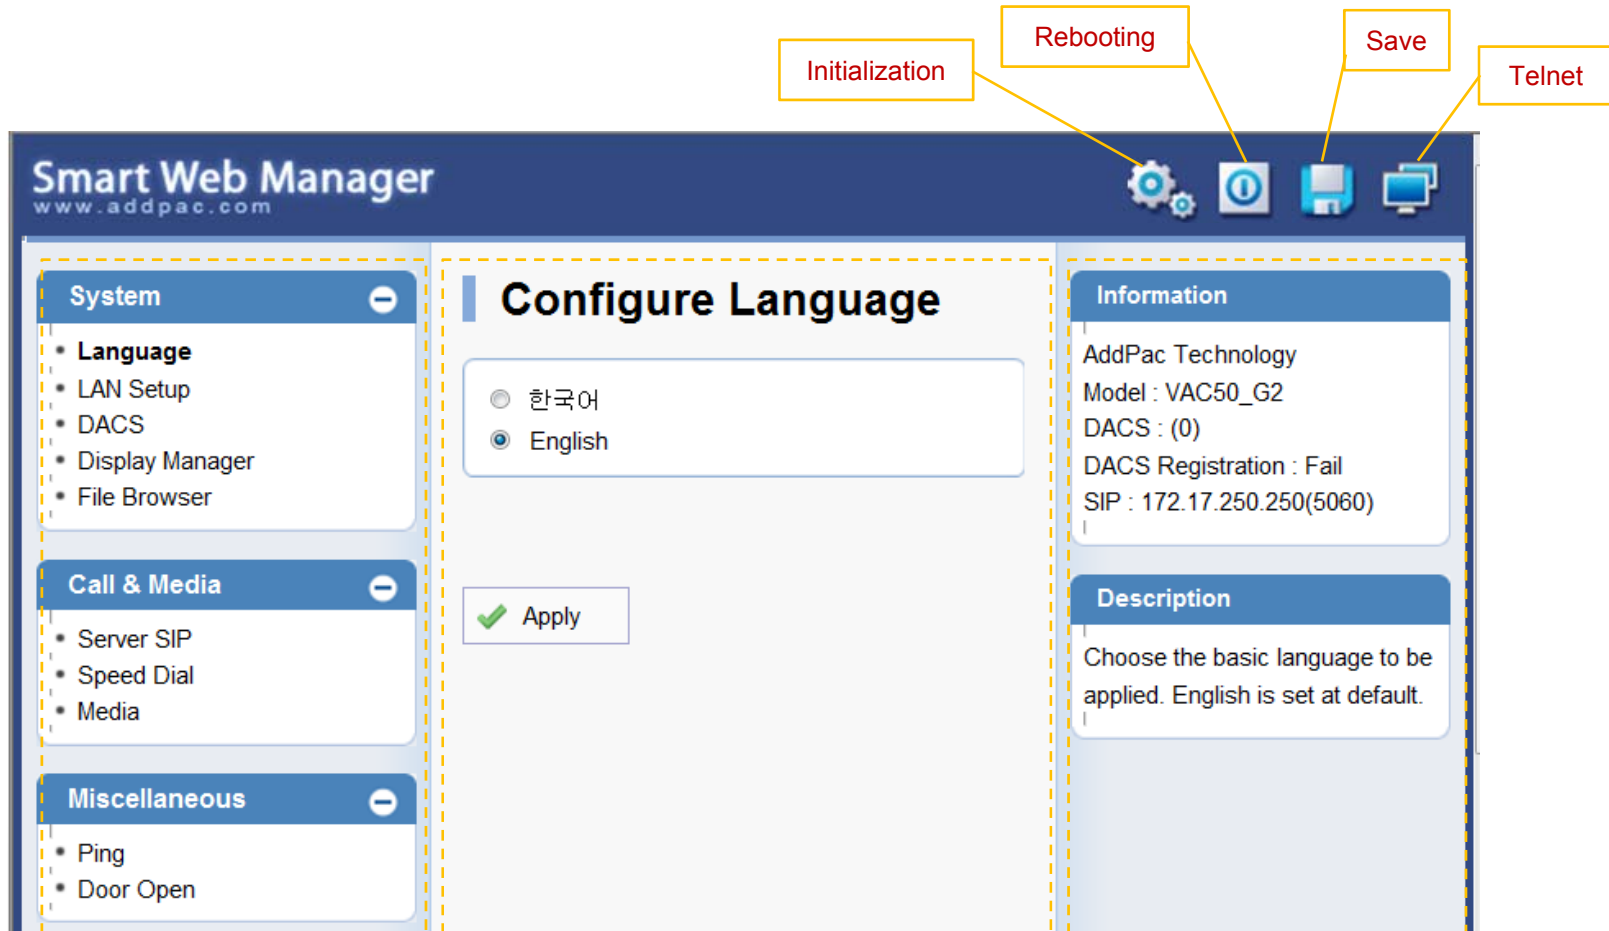 Rebooting
Save
Initialization
Telnet
Smart Web Manager
www.addpac.com
System
Language
LAN Setup
DACS
Display Manager
File Browser
Call & Media
Server SIP
Speed Dial
Media
Miscellaneous
Ping
Door Open
Configure Language
한국어
English
Apply
Information
AddPac Technology
Model : VAC50_G2
DACS : (0)
DACS Registration : Fail
SIP : 172.17.250.250(5060)
Description
Choose the basic language to be
applied. English is set at default.